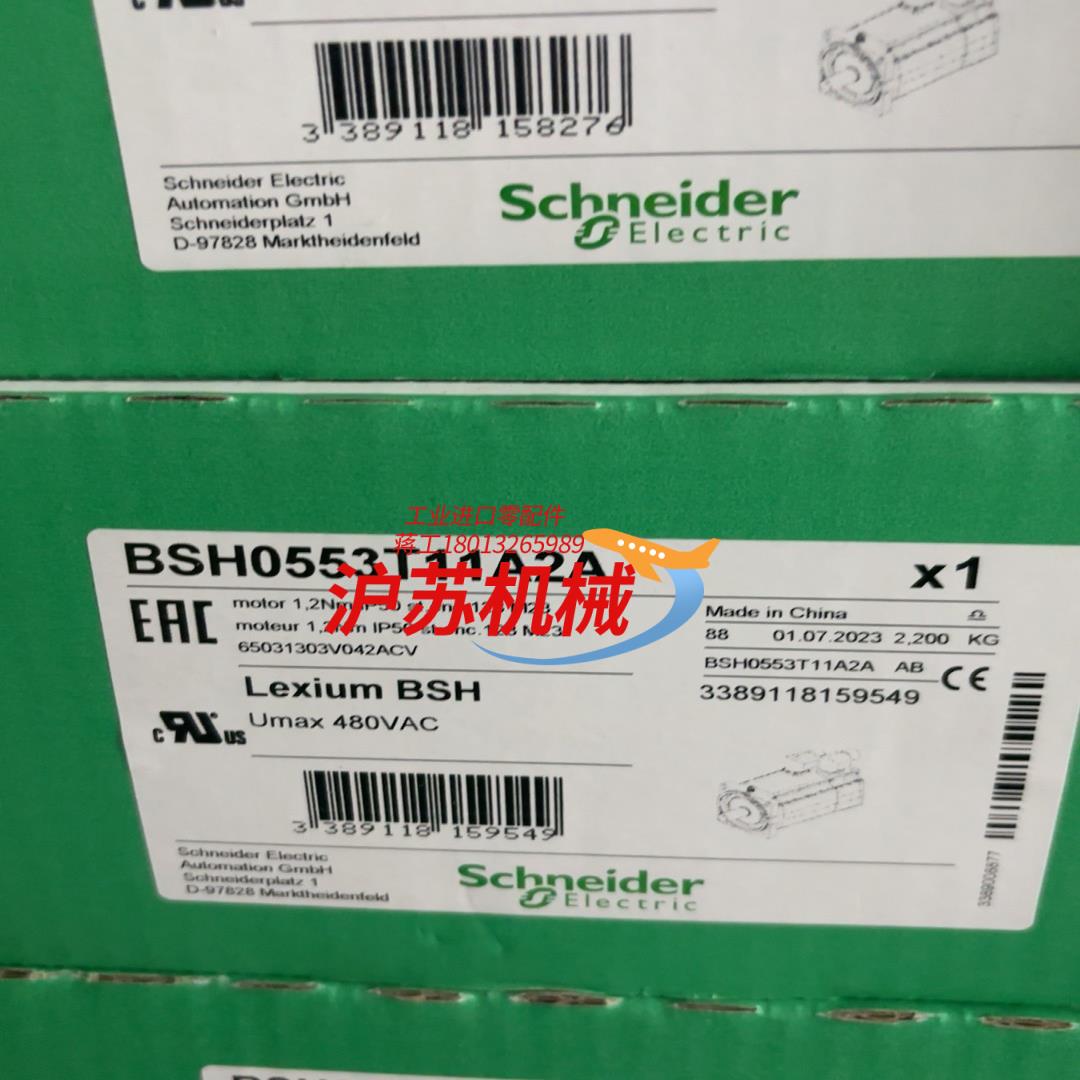 3 389118 158276
Schneider Electric
Automation GmbH
Schneiderplatz 1
D-97828 Marktheidenfeld
Schneider
Electric
工业进口零配件
蒋工18013265989
沪苏机械
BSH0553T11A2A
x1
EAC
motor 1,2Nm IP50
moteur 1,2Nm IP50
65031303V042ACV
Lexium BSH
Umax 480VAC
c RU US
Made in China
88 01.07.2023 2,200 KG
BSH0553T11A2A AB
CE
3389118159549
3 389118 159549
Schneider Electric
Automation GmbH
Schneiderplatz 1
D-97828 Marktheidenfeld
Schneider
Electric